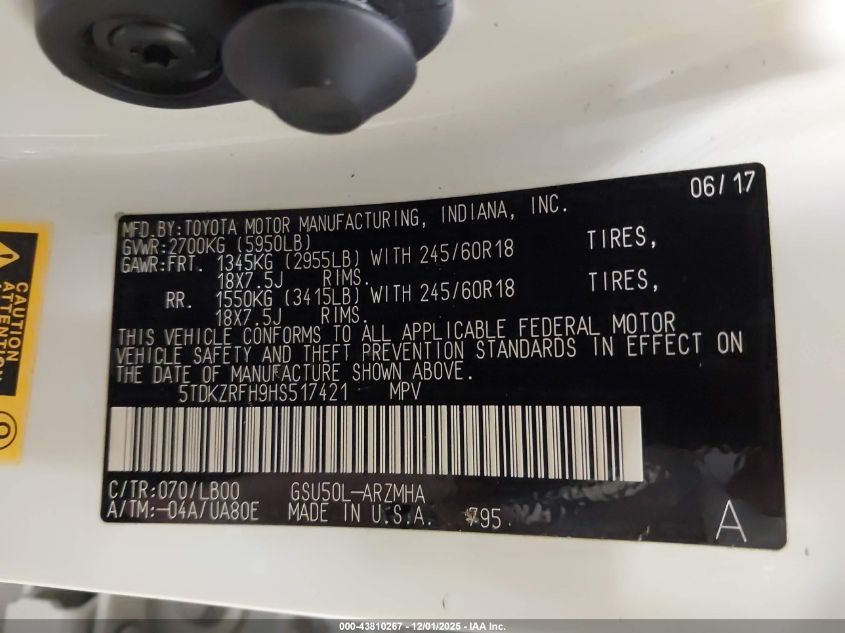 06/17
MFD.BY:TOYOTA MOTOR MANUFACTURING, INDIANA, INC.
GVWR:2700KG (5950LB)
GAWR:FRT. 1345KG (2955LB) WITH 245/60R18 TIRES,
18X7.5J RIMS.
RR. 1550KG (3415LB) WITH 245/60R18 TIRES,
18X7.5J RIMS.
THIS VEHICLE CONFORMS TO ALL APPLICABLE FEDERAL MOTOR
VEHICLE SAFETY AND THEFT PREVENTION STANDARDS IN EFFECT ON
THE DATE OF MANUFACTURE SHOWN ABOVE.
5TDKZRFH9HS517421 MPV
C/TR:070/LB00 GSU50L-ARZMHA
A/TM:-04A/UA80E MADE IN U.S.A. 795
A
CAUTION
ATTENTION
000-43810267 - 12/01/2025 - IAA Inc.